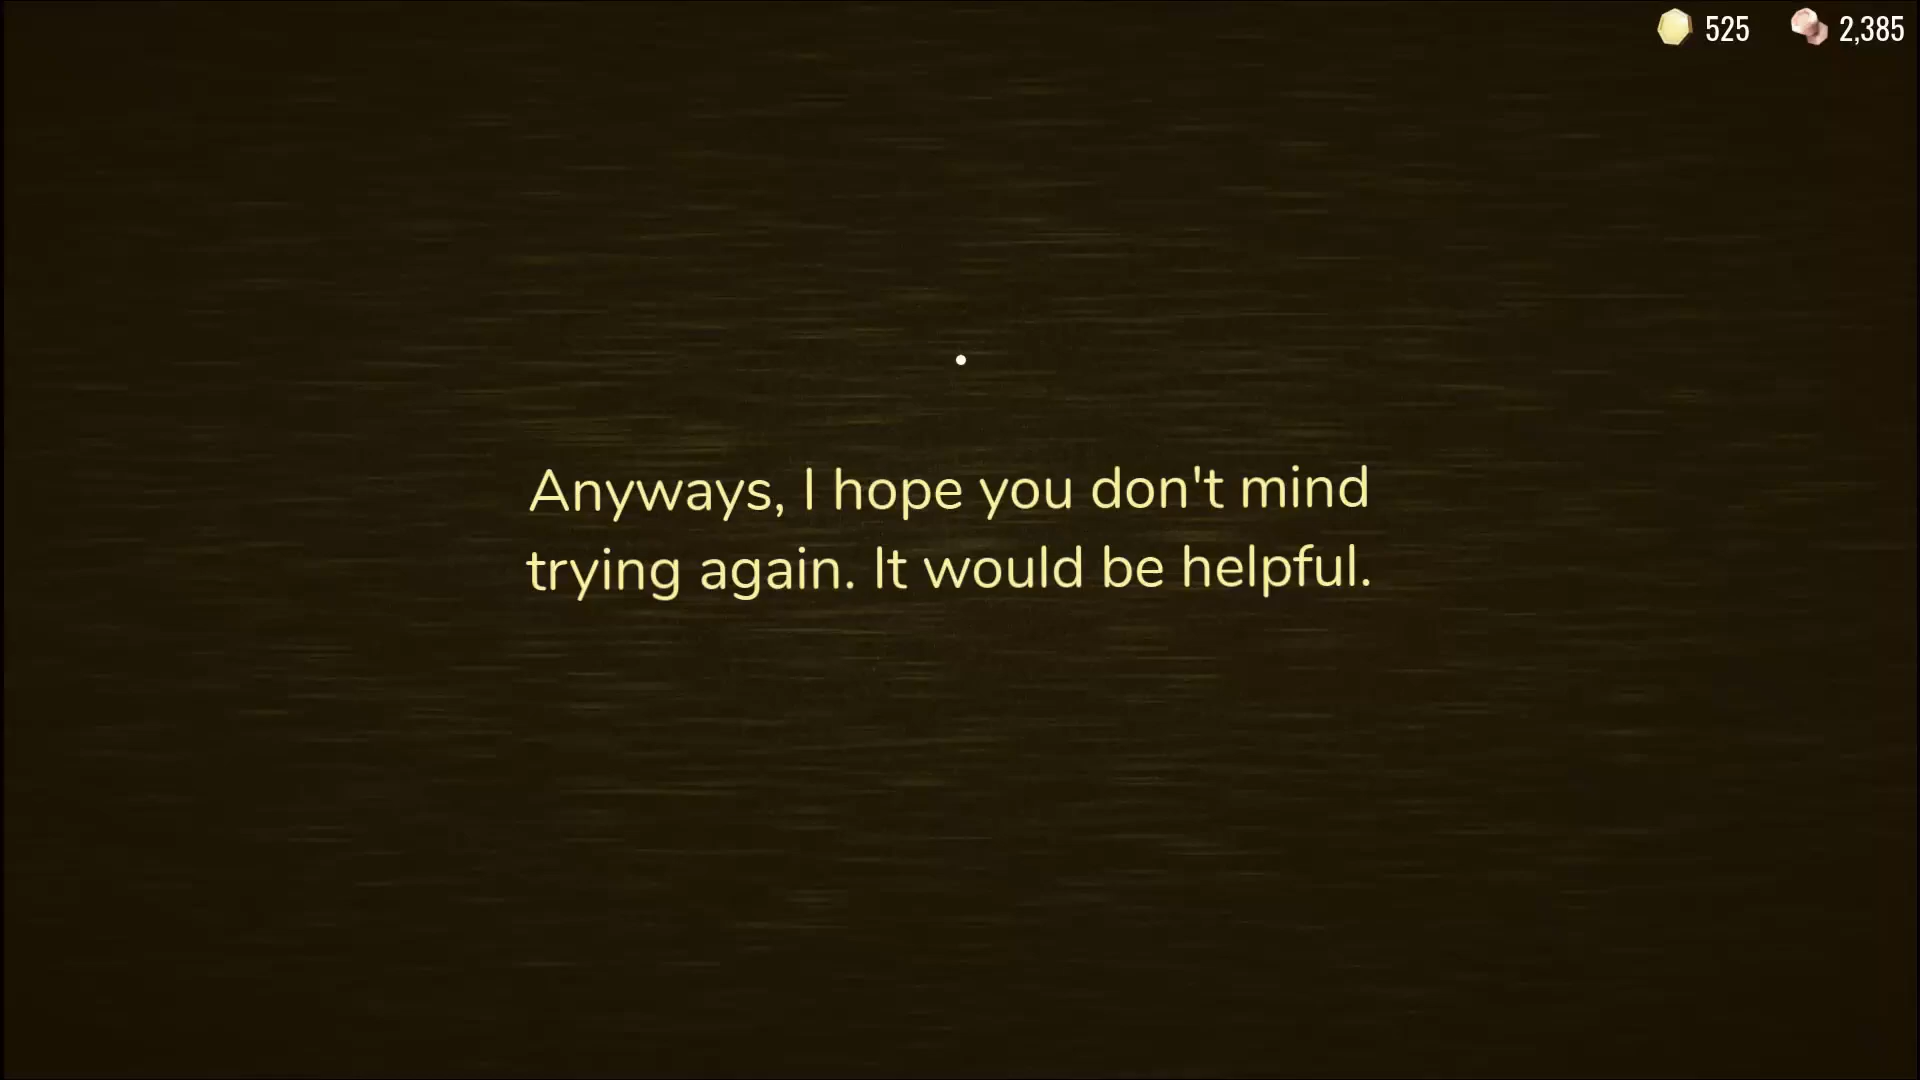 525 2,385
Anyways, I hope you don't mind
trying again. It would be helpful.